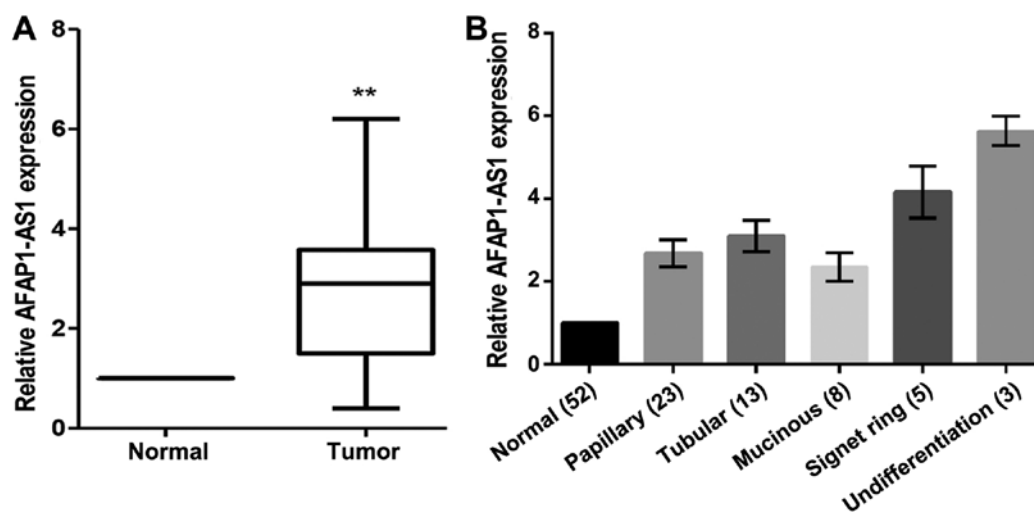 A
Relative AFAP1-AS1 expression
8
6
4
2
0
**
Normal
Tumor
B
Relative AFAP1-AS1 expression
8
6
4
2
0
Normal (52)
Papillary (23)
Tubular (13)
Mucinous (8)
Signet ring (5)
Undifferentiation (3)